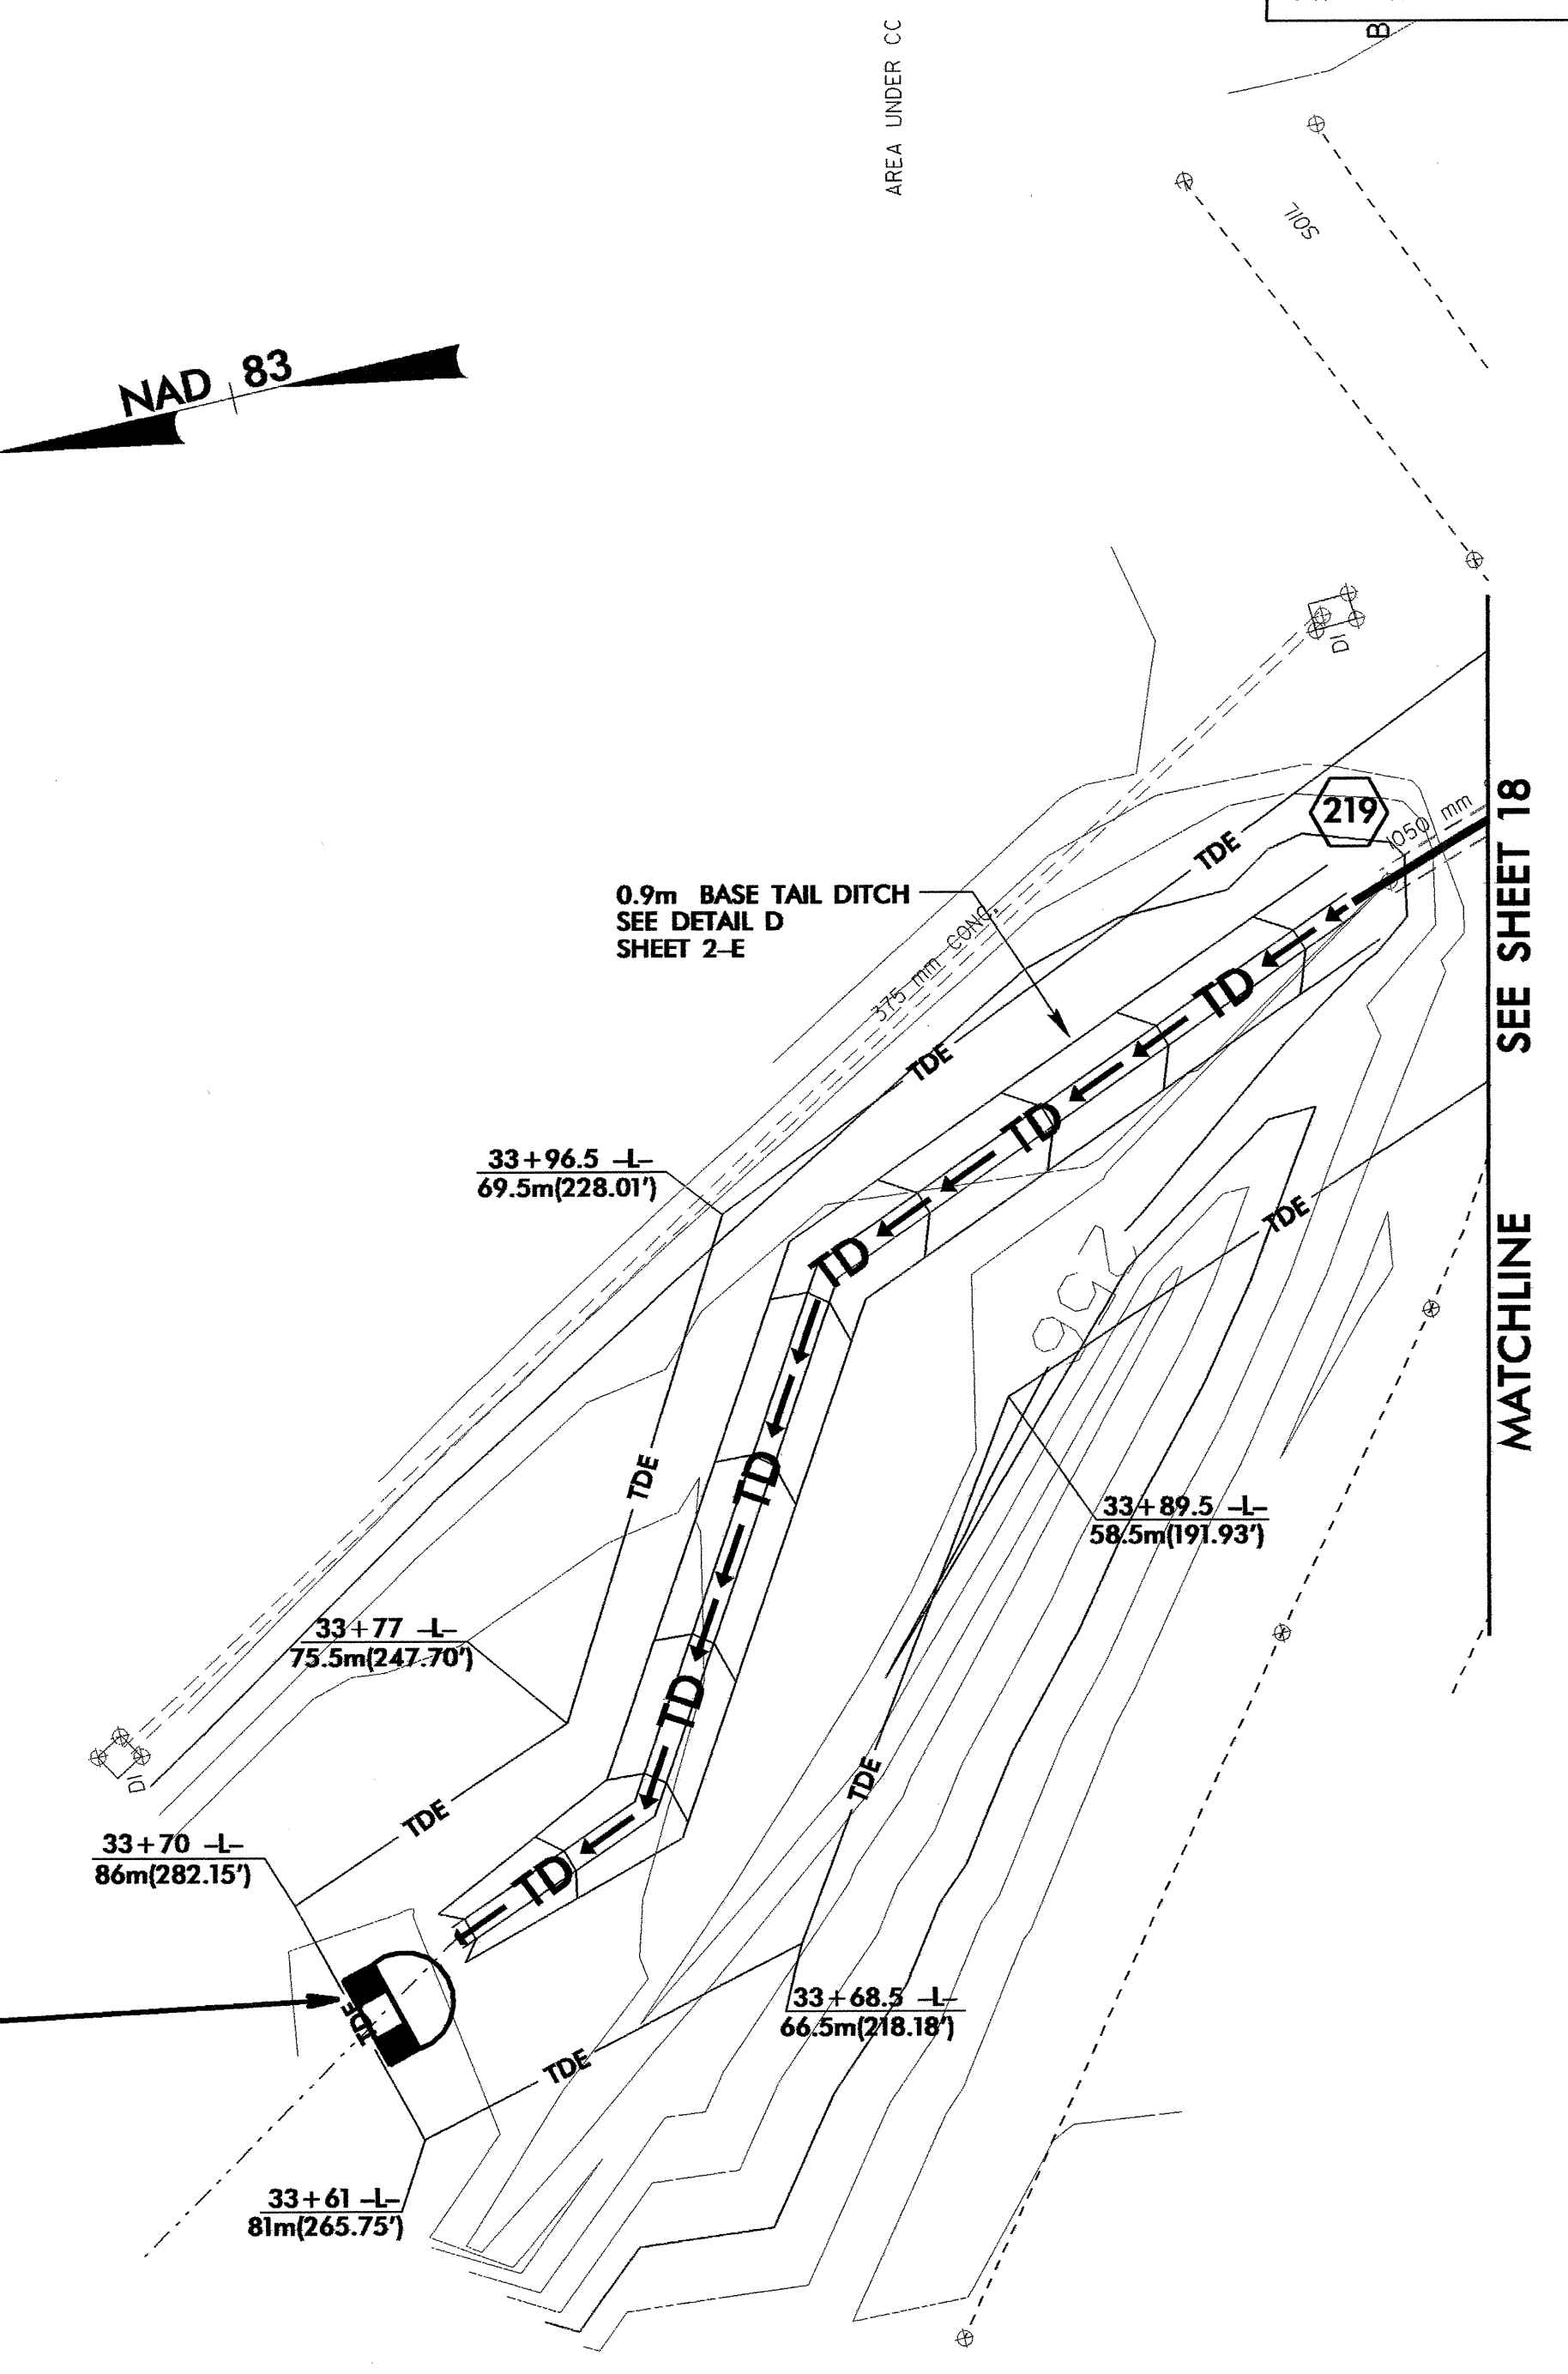 AREA UNDER CC
B
SOIL
NAD 83
DI
219
1050 mm
TDE
SEE SHEET 18
0.9m BASE TAIL DITCH
SEE DETAIL D
SHEET 2-E
375 mm CONC.
TD
TDE
TD
33+96.5 -L-
69.5m(228.01')
TDE
TD
256
MATCHLINE
TDE
TD
33+89.5 -L-
58.5m(191.93')
33+77 -L-
75.5m(247.70')
TD
DI
TDE
TDE
33+70 -L-
86m(282.15')
TD
TDE
33+68.5 -L-
66.5m(218.18')
TDE
33+61 -L-
81m(265.75')